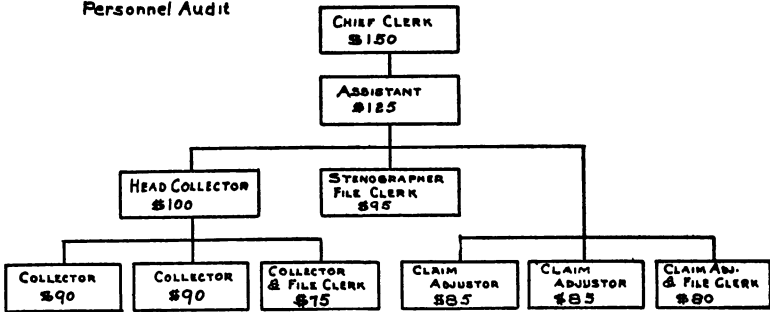 Personnel Audit
CHIEF CLERK
$150
ASSISTANT
$125
HEAD COLLECTOR
$100
STENOGRAPHER
FILE CLERK
$95
COLLECTOR
$90
COLLECTOR
$90
COLLECTOR
& FILE CLERK
$75
CLAIM
ADJUSTOR
$85
CLAIM
ADJUSTOR
$85
CLAIM ADJ.
& FILE CLERK
$80